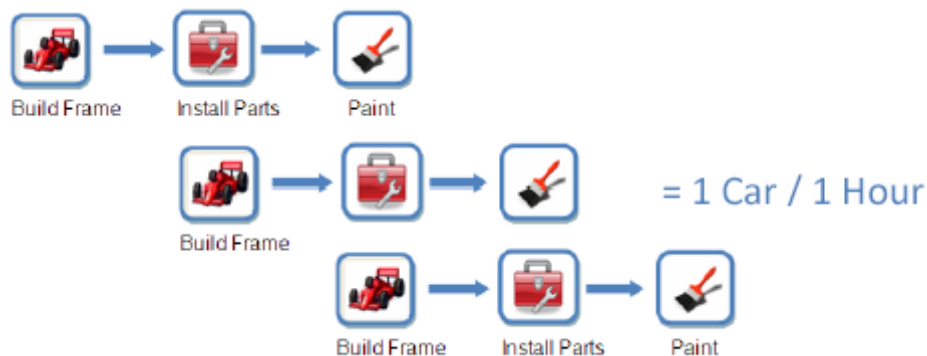 Build Frame
Install Parts
Paint
= 1 Car / 1 Hour
Build Frame
Build Frame
Install Parts
Paint